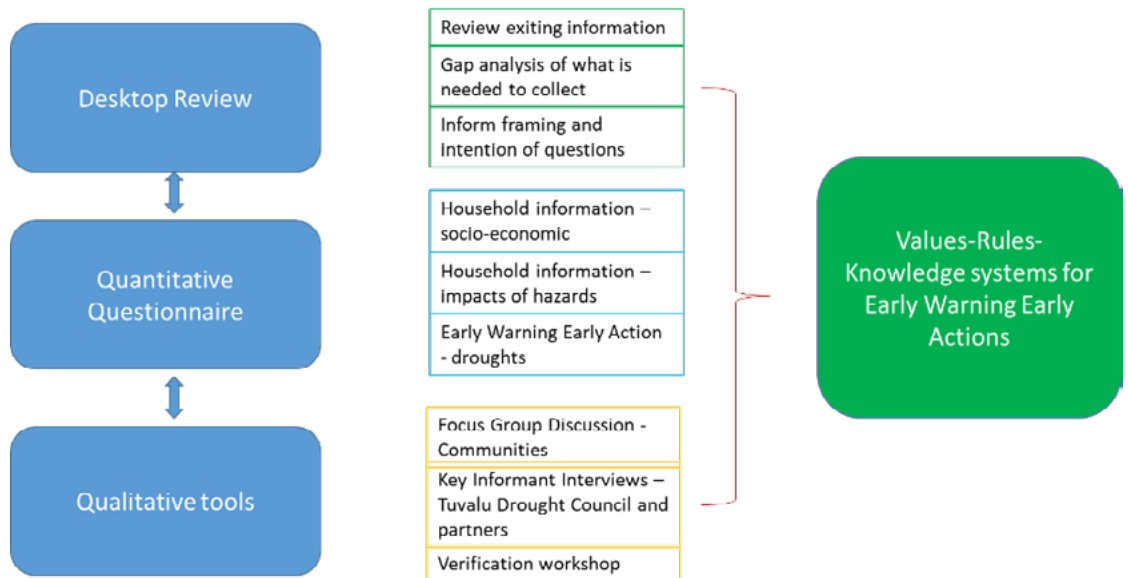 Desktop Review
Review exiting information
Gap analysis of what is
needed to collect
Inform framing and
intention of questions
Quantitative
Questionnaire
Household information –
socio-economic
Household information –
impacts of hazards
Early Warning Early Action
- droughts
Qualitative tools
Focus Group Discussion -
Communities
Key Informant Interviews –
Tuvalu Drought Council and
partners
Verification workshop
Values-Rules-
Knowledge systems for
Early Warning Early
Actions